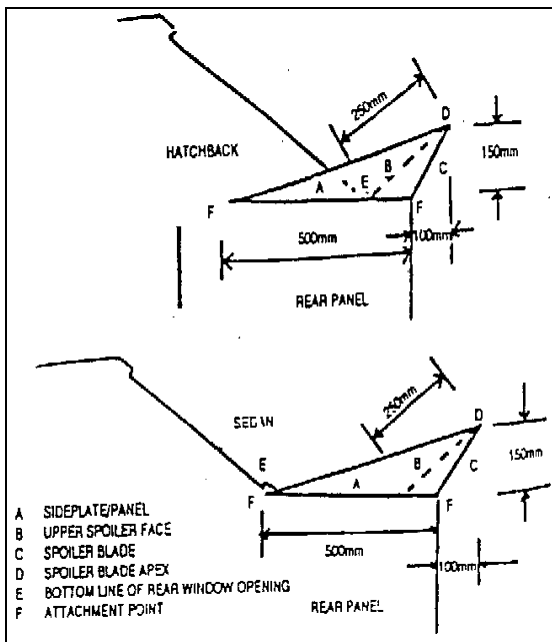 250mm
D
HATCHBACK
150mm
B
C
A
E
F
F
500mm
100mm
REAR PANEL
250mm
SEDAN
D
E
B
C
150mm
A
F
F
A SIDEPLATE/PANEL
500mm
B UPPER SPOILER FACE
C SPOILER BLADE
100mm
D SPOILER BLADE APEX
E BOTTOM LINE OF REAR WINDOW OPENING
F ATTACHMENT POINT
REAR PANEL